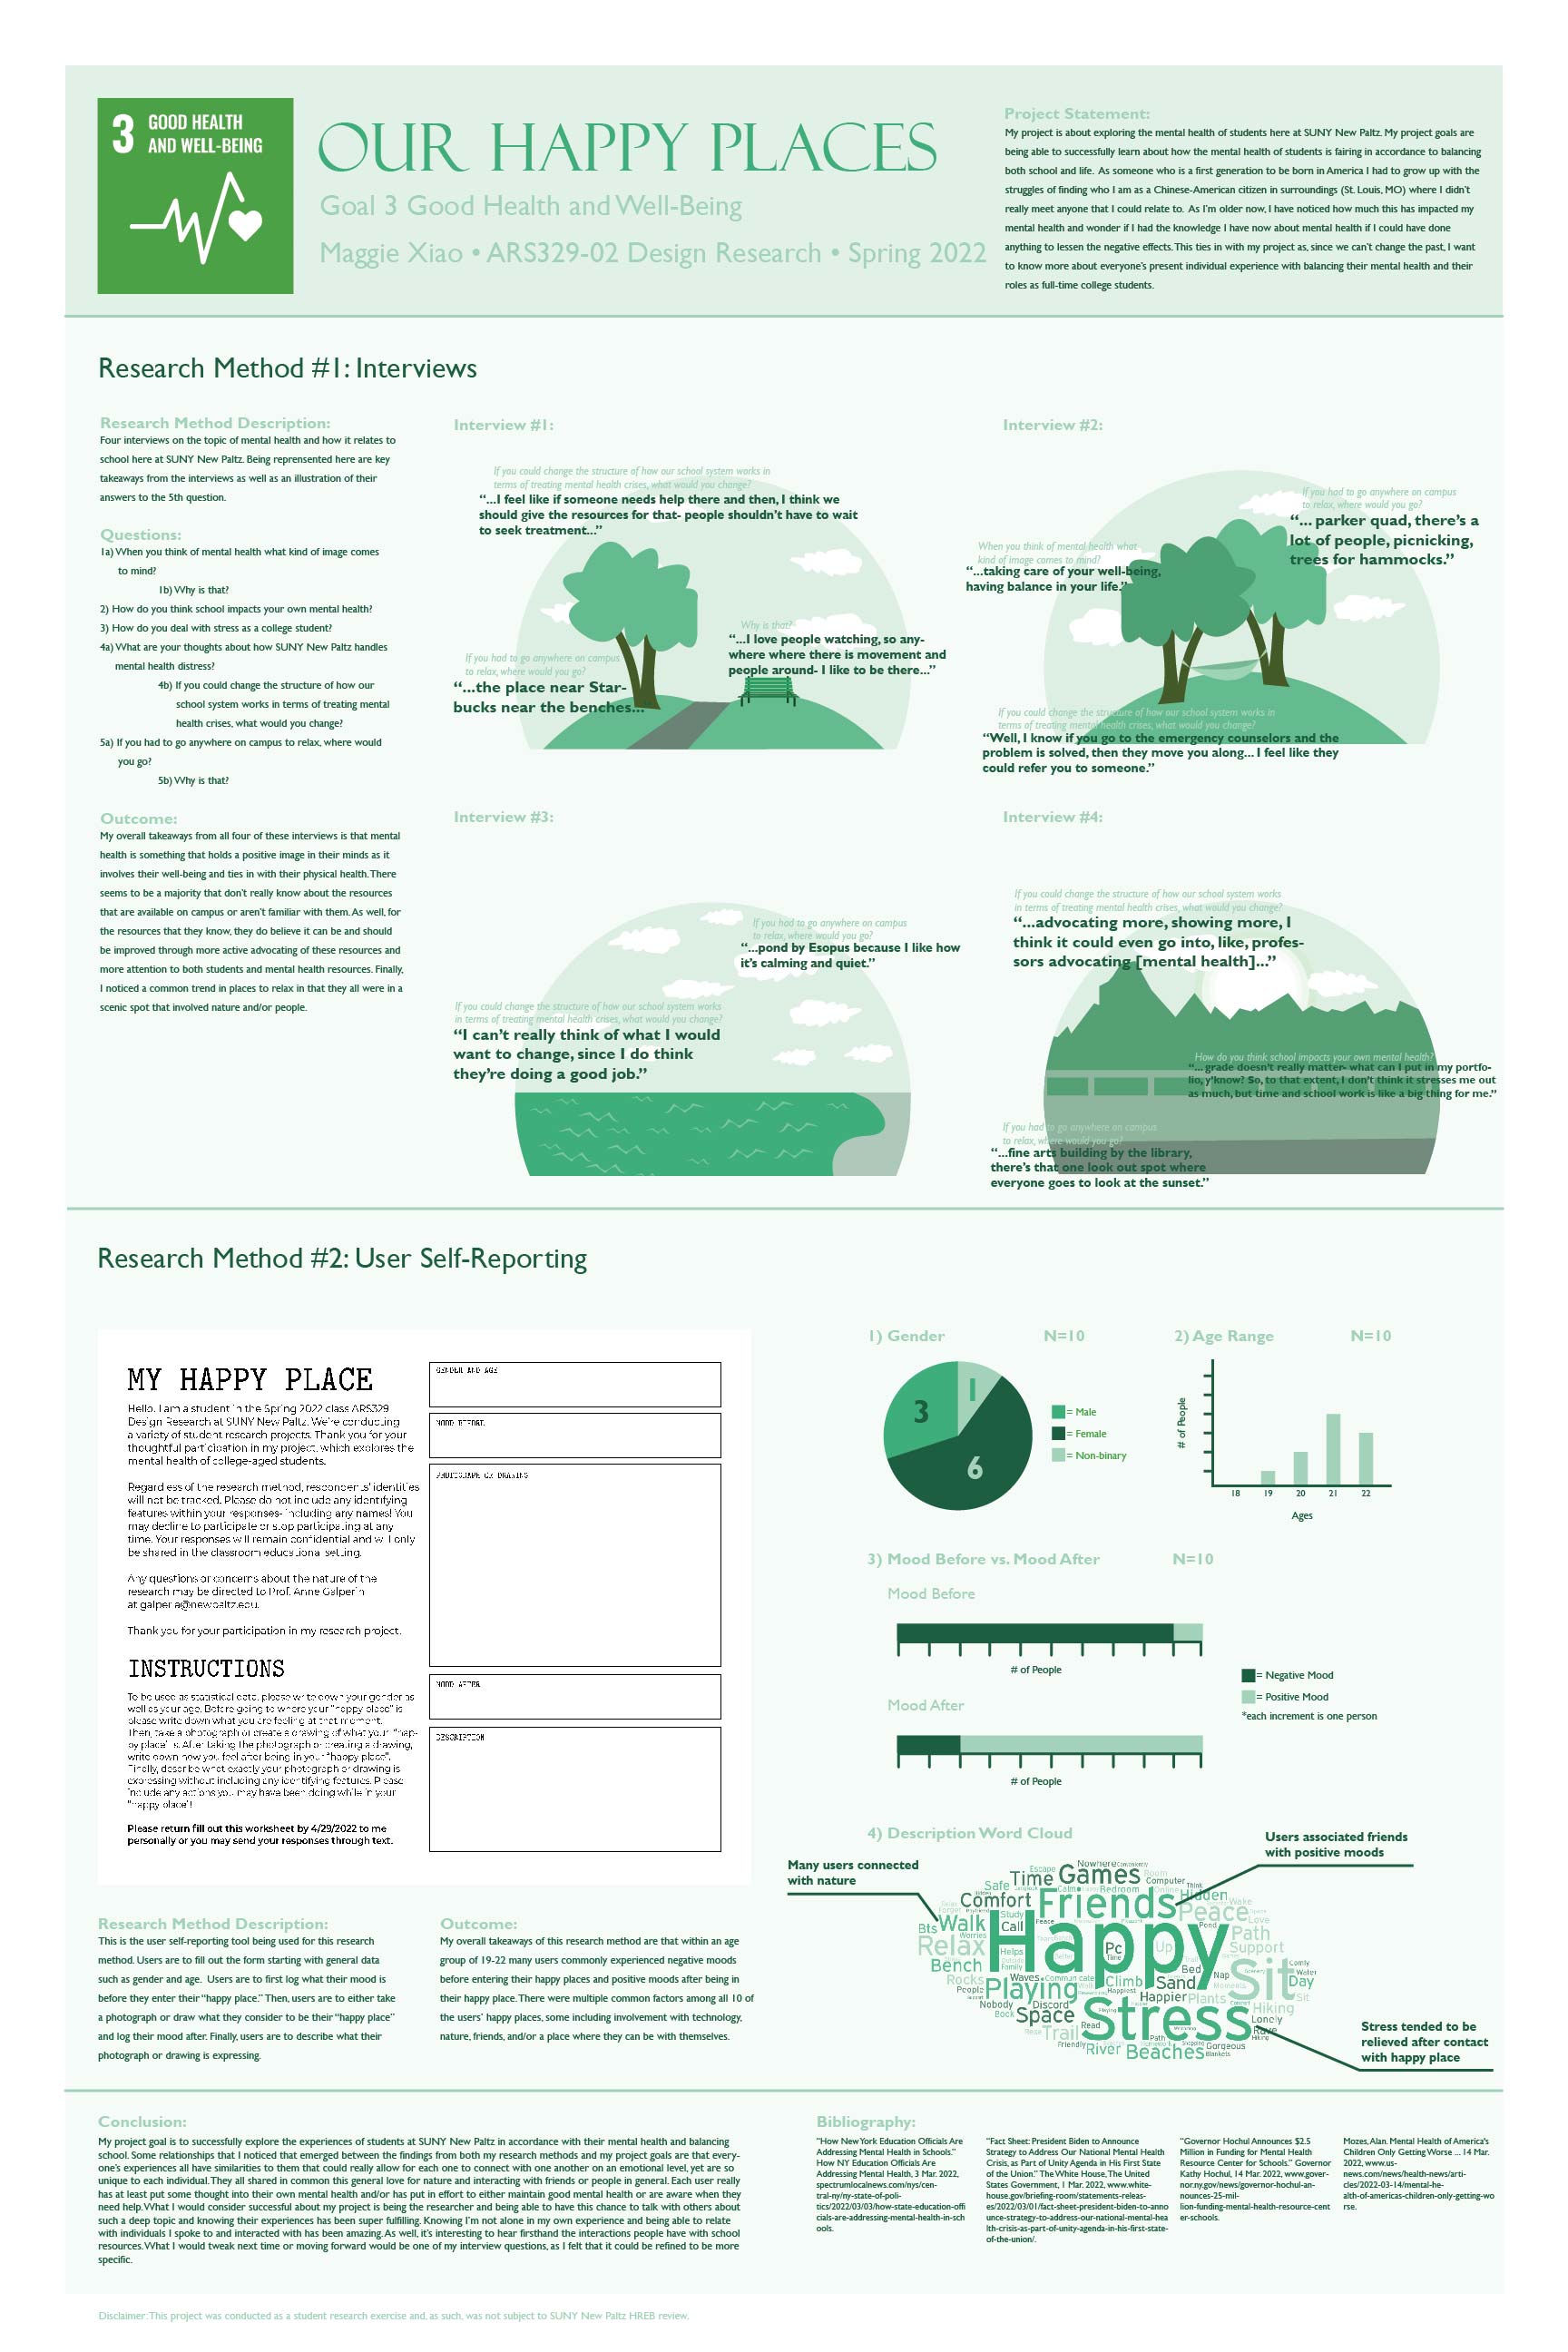 3 GOOD HEALTH
AND WELL-BEING
OUR HAPPY PLACES
Goal 3 Good Health and Well-Being
Maggie Xiao • ARS329-02 Design Research • Spring 2022
Project Statement:
My project is about exploring the mental health of students here at SUNY New Paltz. My project goals are
being able to successfully learn about how the mental health of students is fairing in accordance to balancing
both school and life. As someone who is a first generation to be born in America I had to grow up with the
struggles of finding who I am as a Chinese-American citizen in surroundings (St. Louis, MO) where I didn't
really meet anyone that I could relate to. As I'm older now, I have noticed how much this has impacted my
mental health and wonder if I had the knowledge I have now about mental health if I could have done
anything to lessen the negative effects. This ties in with my project as, since we can't change the past, I want
to know more about everyone's present individual experience with balancing their mental health and their
roles as full-time college students.
Research Method #1: Interviews
Research Method Description:
Four interviews on the topic of mental health and how it relates to
school here at SUNY New Paltz. Being reprensented here are key
takeaways from the interviews as well as an illustration of their
answers to the 5th question.
Questions:
1a) When you think of mental health what kind of image comes
to mind?
1b) Why is that?
2) How do you think school impacts your own mental health?
3) How do you deal with stress as a college student?
4a) What are your thoughts about how SUNY New Paltz handles
mental health distress?
4b) If you could change the structure of how our
school system works in terms of treating mental
health crises, what would you change?
5a) If you had to go anywhere on campus to relax, where would
you go?
5b) Why is that?
Outcome:
My overall takeaways from all four of these interviews is that mental
health is something that holds a positive image in their minds as it
involves their well-being and ties in with their physical health. There
seems to be a majority that don't really know about the resources
that are available on campus or aren't familiar with them. As well, for
the resources that they know, they do believe it can be and should
be improved through more active advocating of these resources and
more attention to both students and mental health resources. Finally,
I noticed a common trend in places to relax in that they all were in a
scenic spot that involved nature and/or people.
Interview #1:
If you could change the structure of how our school system works in
terms of treating mental health crises, what would you change?
“...I feel like if someone needs help there and then, I think we
should give the resources for that- people shouldn't have to wait
to seek treatment...”
Why is that?
“...I love people watching, so any-
where where there is movement and
people around- I like to be there...”
If you had to go anywhere on campus
to relax, where would you go?
“...the place near Star-
bucks near the benches...
Interview #2:
If you had to go anywhere on campus
to relax, where would you go?
“... parker quad, there's a
lot of people, picnicking,
trees for hammocks.”
When you think of mental health what
kind of image comes to mind?
“...taking care of your well-being,
having balance in your life.”
If you could change the structure of how our school system works in
terms of treating mental health crises, what would you change?
“Well, I know if you go to the emergency counselors and the
problem is solved, then they move you along... I feel like they
could refer you to someone.”
Interview #3:
If you had to go anywhere on campus
to relax, where would you go?
“...pond by Esopus because I like how
it's calming and quiet.”
If you could change the structure of how our school system works
in terms of treating mental health crises, what would you change?
“I can't really think of what I would
want to change, since I do think
they're doing a good job.”
Interview #4:
If you could change the structure of how our school system works
in terms of treating mental health crises, what would you change?
“...advocating more, showing more, I
think it could even go into, like, profes-
sors advocating [mental health]...”
How do you think school impacts your own mental health?
“... grade doesn't really matter- what can I put in my portfo-
lio, y'know? So, to that extent, I don't think it stresses me out
as much, but time and school work is like a big thing for me.”
If you had to go anywhere on campus
to relax, where would you go?
“...fine arts building by the library,
there's that one look out spot where
everyone goes to look at the sunset.”
Research Method #2: User Self-Reporting
MY HAPPY PLACE
Hello. I am a student in the Spring 2022 class ARS329
Design Research at SUNY New Paltz. We're conducting
a variety of student research projects. Thank you for your
thoughtful participation in my project, which explores the
mental health of college-aged students.
Regardless of the research method, respondents' identities
will not be tracked. Please do not include any identifying
features within your responses- including any names! You
may decline to participate or stop participating at any
time. Your responses will remain confidential and will only
be shared in the classroom educational setting.
Any questions or concerns about the nature of the
research may be directed to Prof. Anne Galperin
at galperia@newpaltz.edu.
Thank you for your participation in my research project.
INSTRUCTIONS
To be used as statistical data, please write down your gender as
well as your age. Before going to where your "happy place" is
please write down what you are feeling at that moment.
Then, take a photograph or create a drawing of what your "hap-
py place" is. After taking the photograph or creating a drawing,
write down how you feel after being in your "happy place".
Finally, describe what exactly your photograph or drawing is
expressing without including any identifying features. Please
include any actions you may have been doing while in your
"happy place"!
Please return fill out this worksheet by 4/29/2022 to me
personally or you may send your responses through text.
GENDER AND AGE
MOOD BEFORE
PHOTOGRAPH OR DRAWING
MOOD AFTER
DESCRIPTION
1) Gender N=10
3
1
6
= Male
= Female
= Non-binary
2) Age Range N=10
# of People
18 19 20 21 22
Ages
3) Mood Before vs. Mood After N=10
Mood Before
# of People
Mood After
# of People
= Negative Mood
= Positive Mood
*each increment is one person
4) Description Word Cloud
Many users connected
with nature
Users associated friends
with positive moods
Stress tended to be
relieved after contact
with happy place
Nowhere
Escape
Time
Games
Room
Computer
Think
Safe
Calm
Bedroom
Online
Comfort
Friends
Hidden
Wake
Study
Peace
Love
Bts
Walk
Call
Happy
Pond
Path
Worries
Relax
Helps
Pc
Time
Up
Support
Bench
Family
Bed
Nap
Sit
Comfy
Water
Day
Rocks
Waves
Climb
Sand
Moments
People
Playing
Happiest
Happier
Plants
Nobody
Discord
Stress
Hiking
Book
Space
Read
Lonely
Rave
Trail
Path
Friendly
River
Beaches
Gorgeous
Blankets
Research Method Description:
This is the user self-reporting tool being used for this research
method. Users are to fill out the form starting with general data
such as gender and age. Users are to first log what their mood is
before they enter their “happy place.” Then, users are to either take
a photograph or draw what they consider to be their “happy place”
and log their mood after. Finally, users are to describe what their
photograph or drawing is expressing.
Outcome:
My overall takeaways of this research method are that within an age
group of 19-22 many users commonly experienced negative moods
before entering their happy places and positive moods after being in
their happy place. There were multiple common factors among all 10 of
the users' happy places, some including involvement with technology,
nature, friends, and/or a place where they can be with themselves.
Conclusion:
My project goal is to successfully explore the experiences of students at SUNY New Paltz in accordance with their mental health and balancing
school. Some relationships that I noticed that emerged between the findings from both my research methods and my project goals are that every-
one's experiences all have similarities to them that could really allow for each one to connect with one another on an emotional level, yet are so
unique to each individual. They all shared in common this general love for nature and interacting with friends or people in general. Each user really
has at least put some thought into their own mental health and/or has put in effort to either maintain good mental health or are aware when they
need help. What I would consider successful about my project is being the researcher and being able to have this chance to talk with others about
such a deep topic and knowing their experiences has been super fulfilling. Knowing I'm not alone in my own experience and being able to relate
with individuals I spoke to and interacted with has been amazing. As well, it's interesting to hear firsthand the interactions people have with school
resources. What I would tweak next time or moving forward would be one of my interview questions, as I felt that it could be refined to be more
specific.
Bibliography:
“How New York Education Officials Are
Addressing Mental Health in Schools.”
How NY Education Officials Are
Addressing Mental Health, 3 Mar. 2022,
spectrumlocalnews.com/nys/cen-
tral-ny/ny-state-of-poli-
tics/2022/03/03/how-state-education-offi
cials-are-addressing-mental-health-in-sch
ools.
“Fact Sheet: President Biden to Announce
Strategy to Address Our National Mental Health
Crisis, as Part of Unity Agenda in His First State
of the Union.” The White House, The United
States Government, 1 Mar. 2022, www.white-
house.gov/briefing-room/statements-releas-
es/2022/03/01/fact-sheet-president-biden-to-anno
unce-strategy-to-address-our-national-mental-hea
lth-crisis-as-part-of-unity-agenda-in-his-first-state-
of-the-union/.
“Governor Hochul Announces $2.5
Million in Funding for Mental Health
Resource Center for Schools.” Governor
Kathy Hochul, 14 Mar. 2022, www.gover-
nor.ny.gov/news/governor-hochul-an-
nounces-25-mil-
lion-funding-mental-health-resource-cent
er-schools.
Mozes, Alan. Mental Health of America's
Children Only Getting Worse ... 14 Mar.
2022, www.us-
news.com/news/health-news/arti-
cles/2022-03-14/mental-he-
alth-of-americas-children-only-getting-wo
rse.
Disclaimer: This project was conducted as a student research exercise and, as such, was not subject to SUNY New Paltz HREB review.